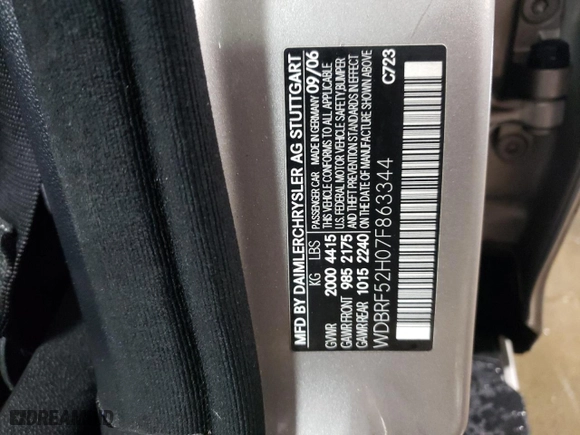 MFD BY DAIMLERCHRYSLER AG STUTTGART
KG LBS PASSENGER CAR MADE IN GERMANY 09/06
GVWR 2000 4415 THIS VEHICLE CONFORMS TO ALL APPLICABLE
GAWR FRONT 985 2175 U.S. FEDERAL MOTOR VEHICLE SAFETY, BUMPER
GAWR REAR 1015 2240 AND THEFT PREVENTION STANDARDS IN EFFECT
ON THE DATE OF MANUFACTURE SHOWN ABOVE
WDBRF52H07F863344 C723